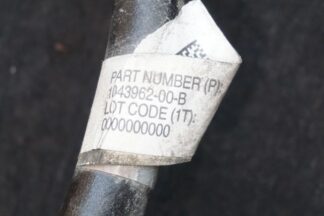 PART NUMBER (P):
1043962-00-B
LOT CODE (1T):
0000000000